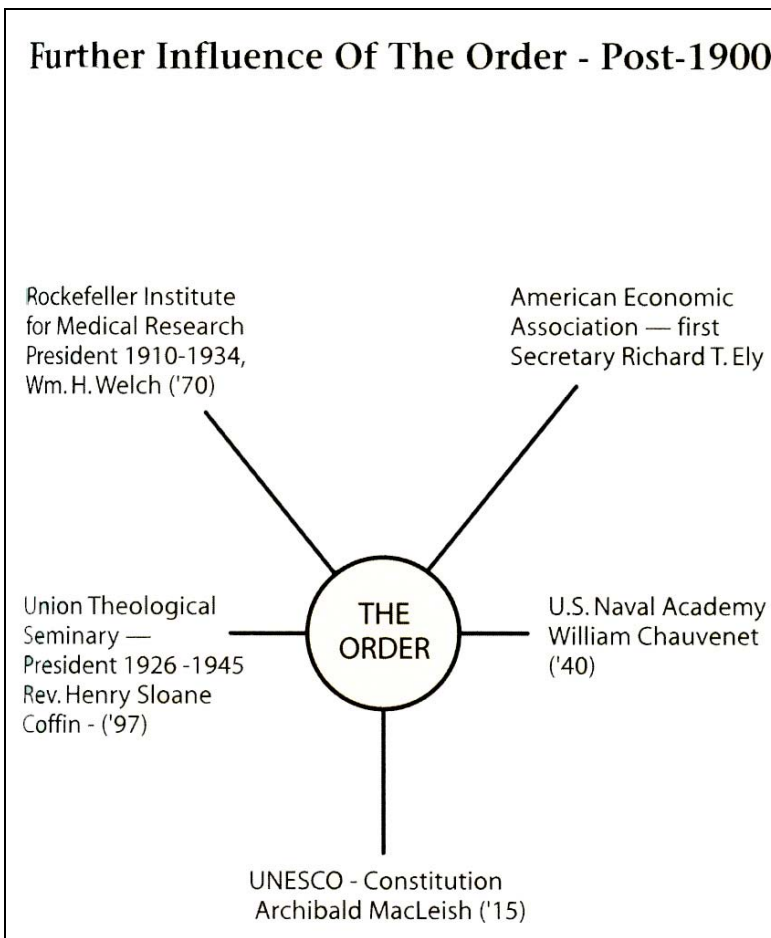 Further Influence Of The Order - Post-1900
Rockefeller Institute
for Medical Research
President 1910-1934,
Wm. H. Welch ('70)
American Economic
Association — first
Secretary Richard T. Ely
Union Theological
Seminary —
President 1926 -1945
Rev. Henry Sloane
Coffin - ('97)
THE
ORDER
U.S. Naval Academy
William Chauvenet
('40)
UNESCO - Constitution
Archibald MacLeish ('15)